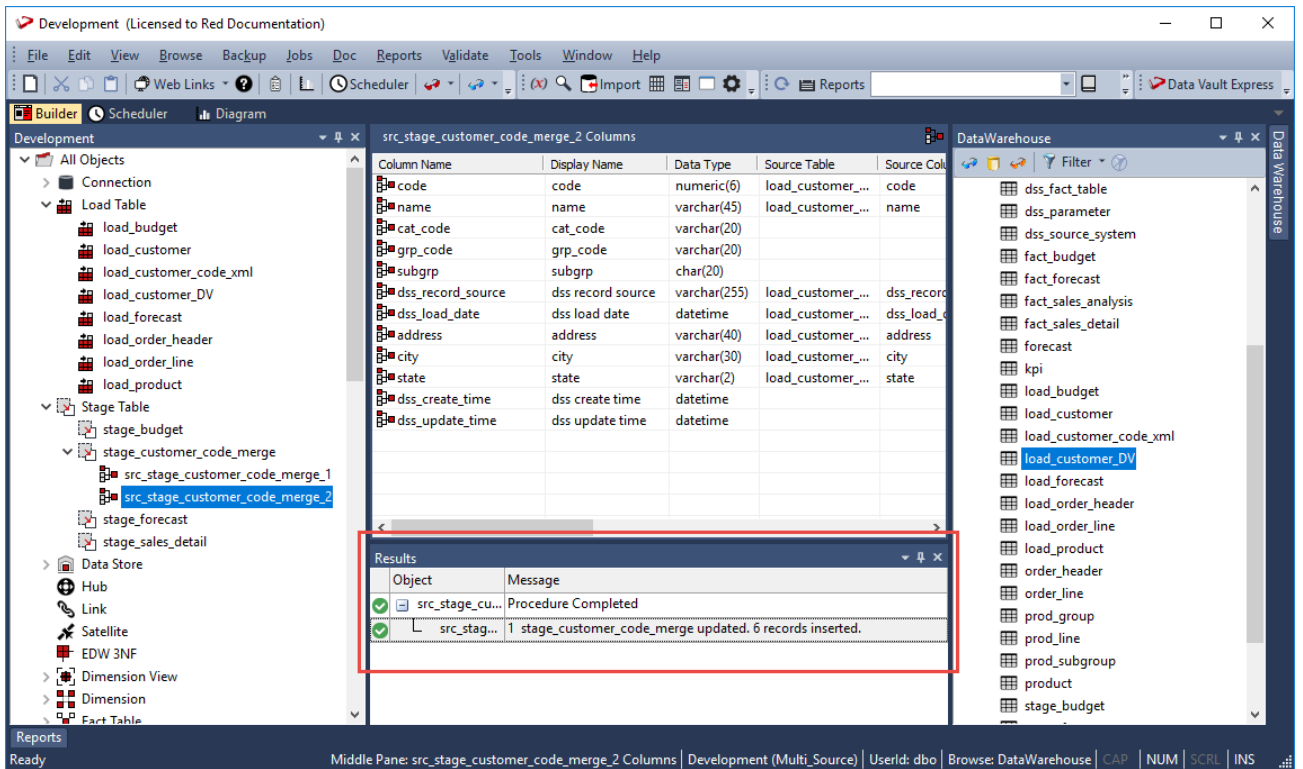 Development (Licensed to Red Documentation)
File Edit View Browse Backup Jobs Doc Reports Validate Tools Window Help
Web Links Scheduler (x) Import Reports Data Vault Express
Builder Scheduler Diagram
Development
All Objects
Connection
Load Table
load_budget
load_customer
load_customer_code_xml
load_customer_DV
load_forecast
load_order_header
load_order_line
load_product
Stage Table
stage_budget
stage_customer_code_merge
src_stage_customer_code_merge_1
src_stage_customer_code_merge_2
stage_forecast
stage_sales_detail
Data Store
Hub
Link
Satellite
EDW 3NF
Dimension View
Dimension
Fact Table
src_stage_customer_code_merge_2 Columns
Column Name Display Name Data Type Source Table Source Colu
code code numeric(6) load_customer_... code
name name varchar(45) load_customer_... name
cat_code cat_code varchar(20)
grp_code grp_code varchar(20)
subgrp subgrp char(20)
dss_record_source dss record source varchar(255) load_customer_... dss_record
dss_load_date dss load date datetime load_customer_... dss_load_d
address address varchar(40) load_customer_... address
city city varchar(30) load_customer_... city
state state varchar(2) load_customer_... state
dss_create_time dss create time datetime
dss_update_time dss update time datetime
Results
Object Message
src_stage_cu... Procedure Completed
src_stag... 1 stage_customer_code_merge updated. 6 records inserted.
DataWarehouse
Filter
dss_fact_table
dss_parameter
dss_source_system
fact_budget
fact_forecast
fact_sales_analysis
fact_sales_detail
forecast
kpi
load_budget
load_customer
load_customer_code_xml
load_customer_DV
load_forecast
load_order_header
load_order_line
load_product
order_header
order_line
prod_group
prod_line
prod_subgroup
product
stage_budget
Data Warehouse
Reports
Ready Middle Pane: src_stage_customer_code_merge_2 Columns Development (Multi_Source) UserId: dbo Browse: DataWarehouse CAP NUM SCRL INS